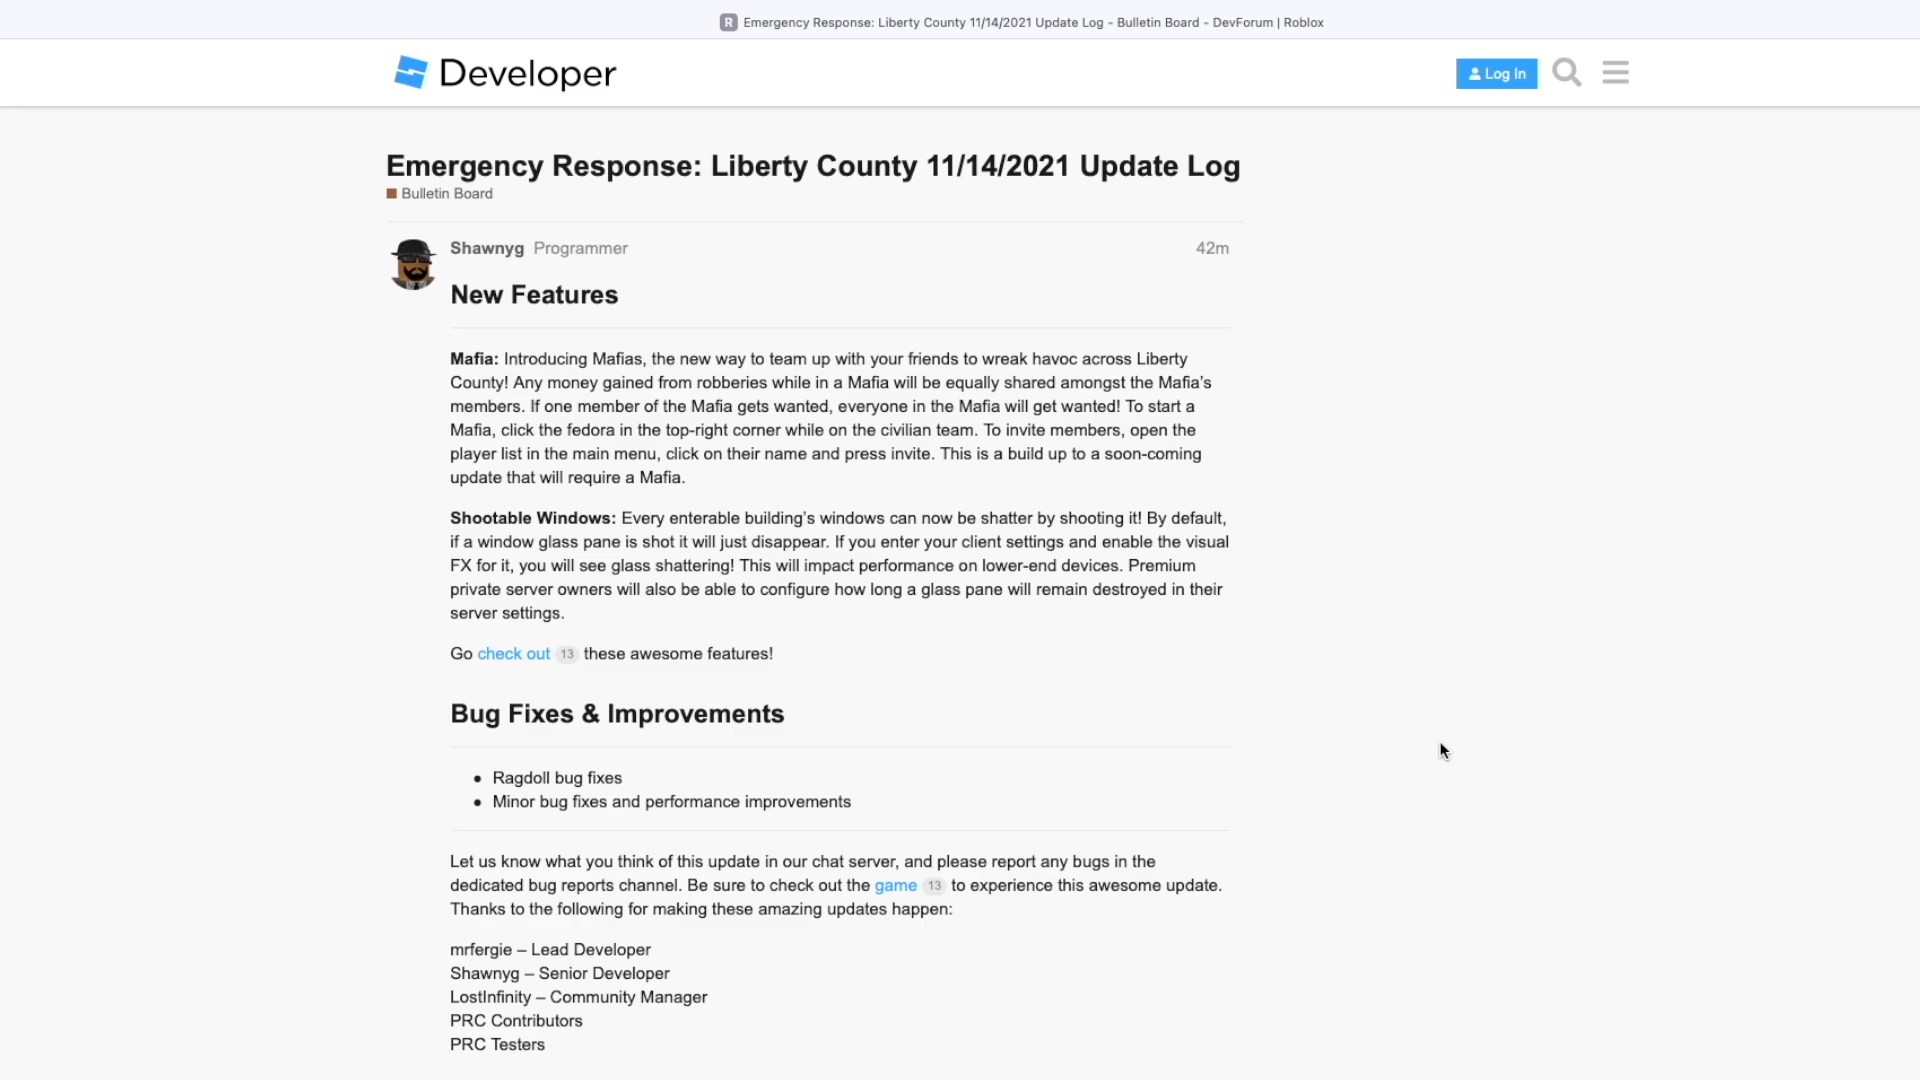 R Emergency Response: Liberty County 11/14/2021 Update Log - Bulletin Board - DevForum | Roblox
Developer
Log In
Emergency Response: Liberty County 11/14/2021 Update Log
Bulletin Board
Shawnyg Programmer 42m
New Features
Mafia: Introducing Mafias, the new way to team up with your friends to wreak havoc across Liberty
County! Any money gained from robberies while in a Mafia will be equally shared amongst the Mafia's
members. If one member of the Mafia gets wanted, everyone in the Mafia will get wanted! To start a
Mafia, click the fedora in the top-right corner while on the civilian team. To invite members, open the
player list in the main menu, click on their name and press invite. This is a build up to a soon-coming
update that will require a Mafia.
Shootable Windows: Every enterable building's windows can now be shatter by shooting it! By default,
if a window glass pane is shot it will just disappear. If you enter your client settings and enable the visual
FX for it, you will see glass shattering! This will impact performance on lower-end devices. Premium
private server owners will also be able to configure how long a glass pane will remain destroyed in their
server settings.
Go check out 13 these awesome features!
Bug Fixes & Improvements
• Ragdoll bug fixes
• Minor bug fixes and performance improvements
Let us know what you think of this update in our chat server, and please report any bugs in the
dedicated bug reports channel. Be sure to check out the game 13 to experience this awesome update.
Thanks to the following for making these amazing updates happen:
mrfergie – Lead Developer
Shawnyg – Senior Developer
LostInfinity – Community Manager
PRC Contributors
PRC Testers